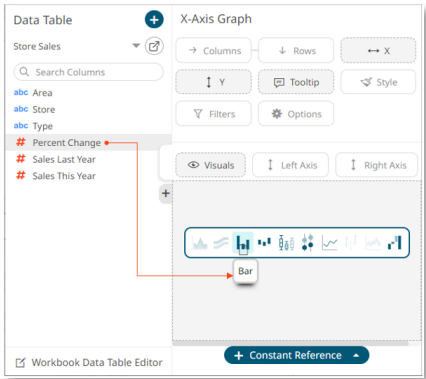 Data Table
X-Axis Graph
Store Sales
Columns
Rows
X
Search Columns
Y
Tooltip
Style
abc Area
abc Store
abc Type
Filters
Options
# Percent Change
# Sales Last Year
# Sales This Year
Visuals
Left Axis
Right Axis
Bar
Workbook Data Table Editor
+ Constant Reference